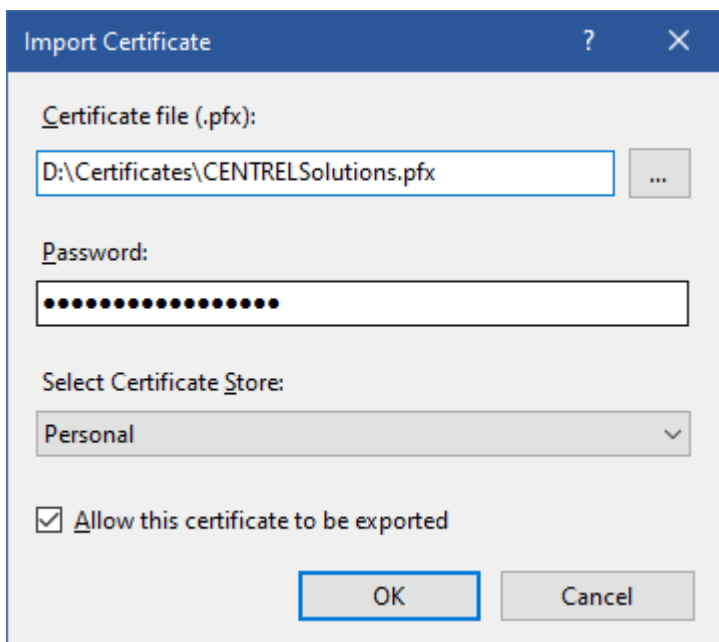 Import Certificate ? ×
Certificate file (.pfx):
D:\Certificates\CENTRELSolutions.pfx ...
Password:
●●●●●●●●●●●●●●●●●
Select Certificate Store:
Personal
Allow this certificate to be exported
OK Cancel